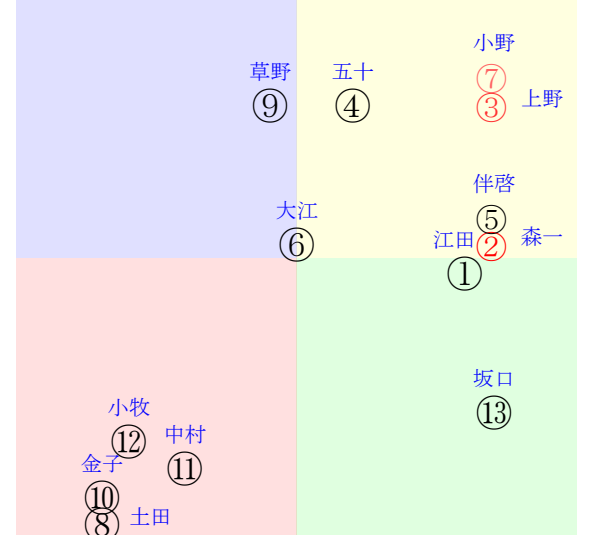 小野
草野 五十 ⑦
⑨ ④ ③ 上野
伴啓
大江 ⑤
⑥ 江田 ② 森一
①
坂口
小牧 ⑬
⑫ 中村
金子 ⑪
⑩
⑧ 土田